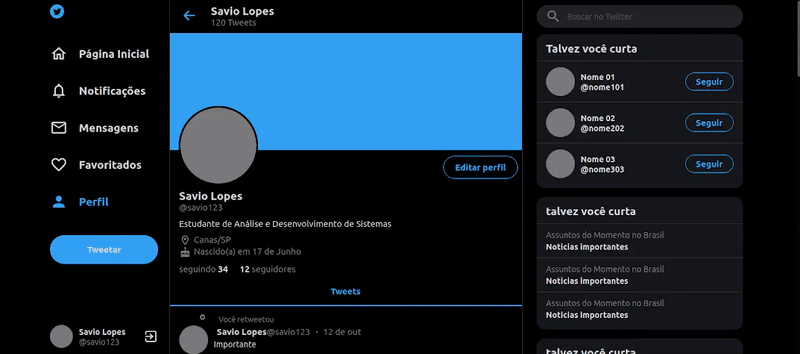 Página Inicial
Notificações
Mensagens
Favoritados
Perfil
Tweetar
Savio Lopes
@savio123
Savio Lopes
120 Tweets
Editar perfil
Savio Lopes
@savio123
Estudante de Análise e Desenvolvimento de Sistemas
Canas/SP
Nascido(a) em 17 de Junho
seguindo 34 12 seguidores
Tweets
Você retweetou
Savio Lopes@savio123 · 12 de out
Importante
Buscar no Twitter
Talvez você curta
Nome 01
@nome101
Seguir
Nome 02
@nome202
Seguir
Nome 03
@nome303
Seguir
talvez você curta
Assuntos do Momento no Brasil
Noticias importantes
Assuntos do Momento no Brasil
Noticias importantes
Assuntos do Momento no Brasil
Noticias importantes
talvez você curta